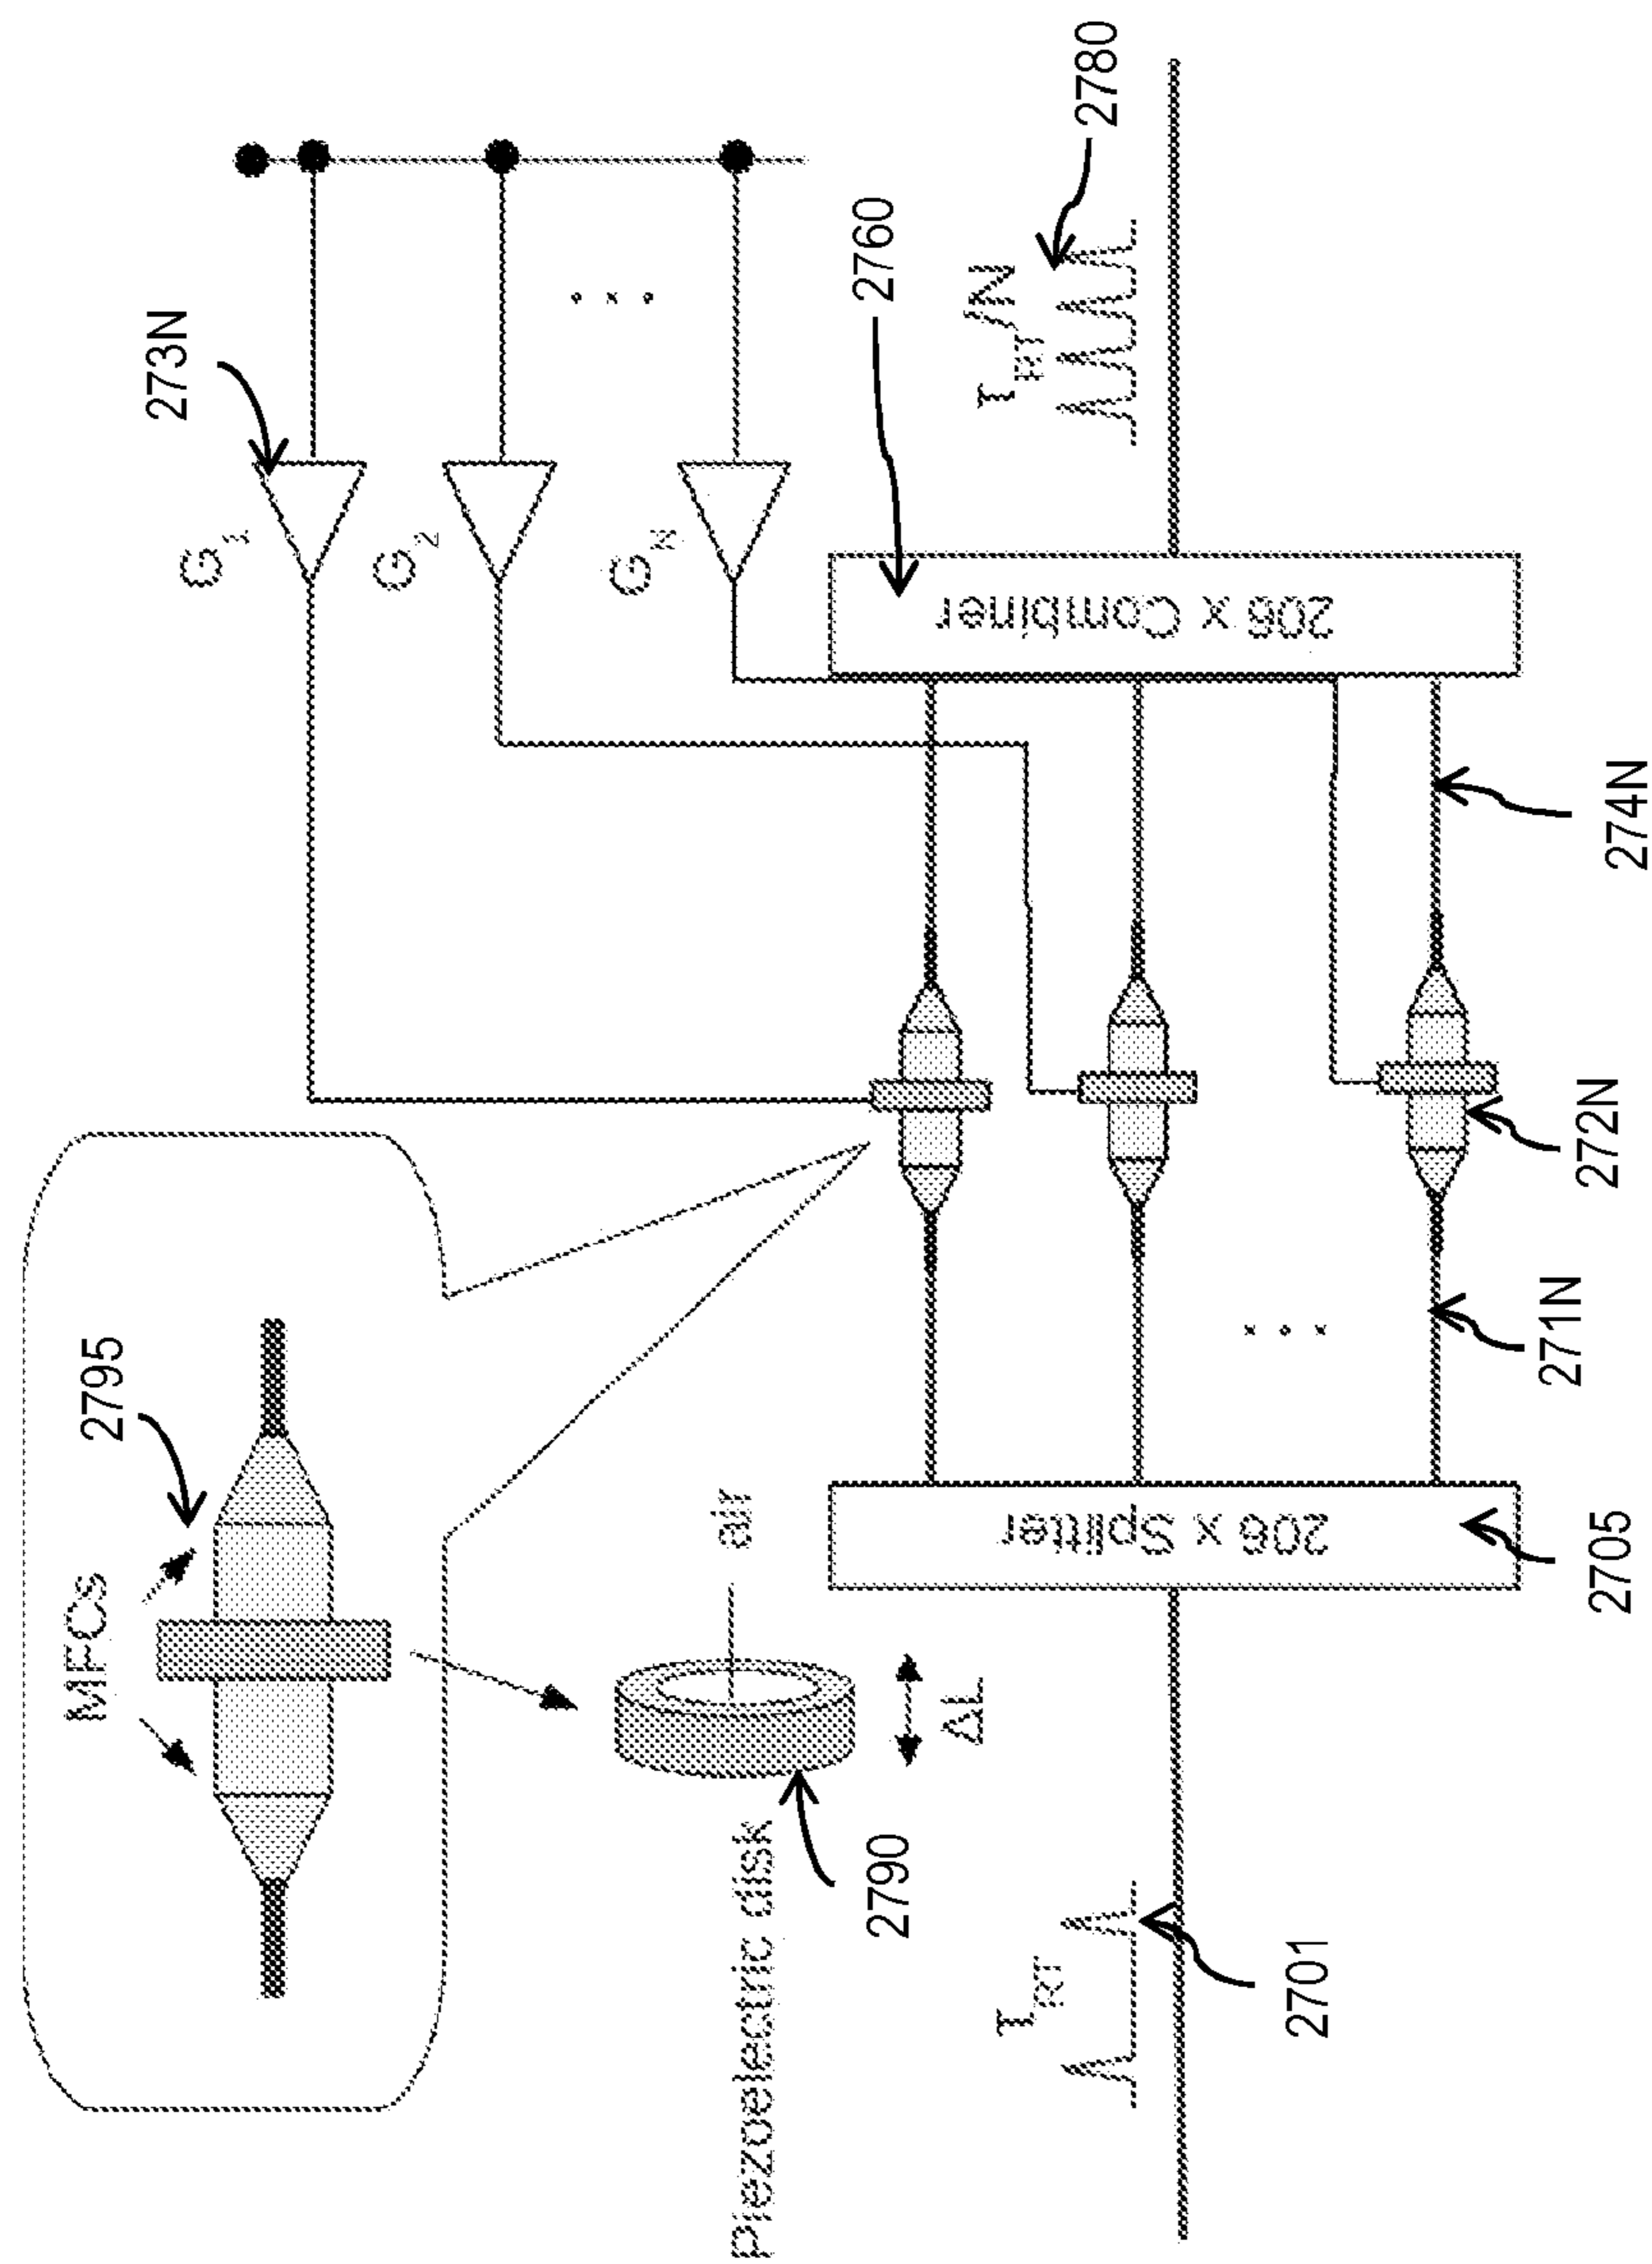 2795
MFCs
air
ΔL
Piezoelectric disk
2790
273N
G1
G2
GN
...
2760
206 x Combiner
TRT/N
2780
TRT
2701
206 x Splitter
2705
...
271N
272N
274N